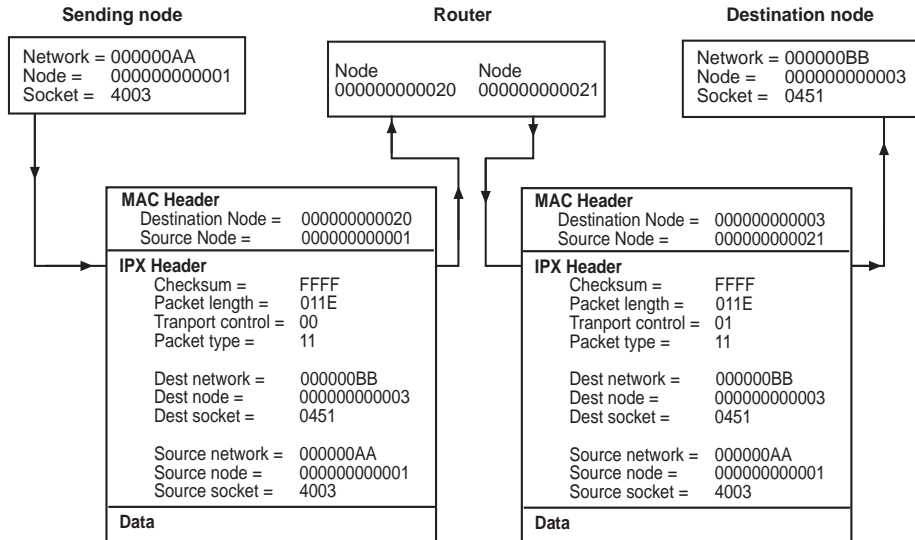 Sending node
Router
Destination node
Network = 000000AA
Node = 000000000001
Socket = 4003
Node Node
000000000020 000000000021
Network = 000000BB
Node = 000000000003
Socket = 0451
MAC Header
Destination Node = 000000000020
Source Node = 000000000001
IPX Header
Checksum = FFFF
Packet length = 011E
Tranport control = 00
Packet type = 11
Dest network = 000000BB
Dest node = 000000000003
Dest socket = 0451
Source network = 000000AA
Source node = 000000000001
Source socket = 4003
Data
MAC Header
Destination Node = 000000000003
Source Node = 000000000021
IPX Header
Checksum = FFFF
Packet length = 011E
Tranport control = 01
Packet type = 11
Dest network = 000000BB
Dest node = 000000000003
Dest socket = 0451
Source network = 000000AA
Source node = 000000000001
Source socket = 4003
Data